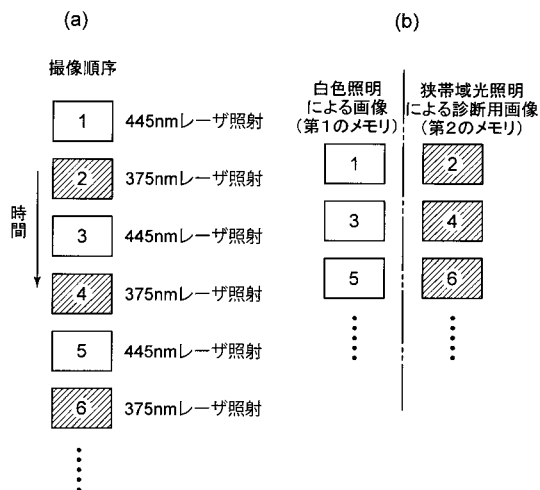 (a)
撮像順序
1 445nmレーザ照射
2 375nmレーザ照射
3 445nmレーザ照射
4 375nmレーザ照射
5 445nmレーザ照射
6 375nmレーザ照射
時間
(b)
白色照明
による画像
(第1のメモリ)
狭帯域光照明
による診断用画像
(第2のメモリ)
1 2
3 4
5 6